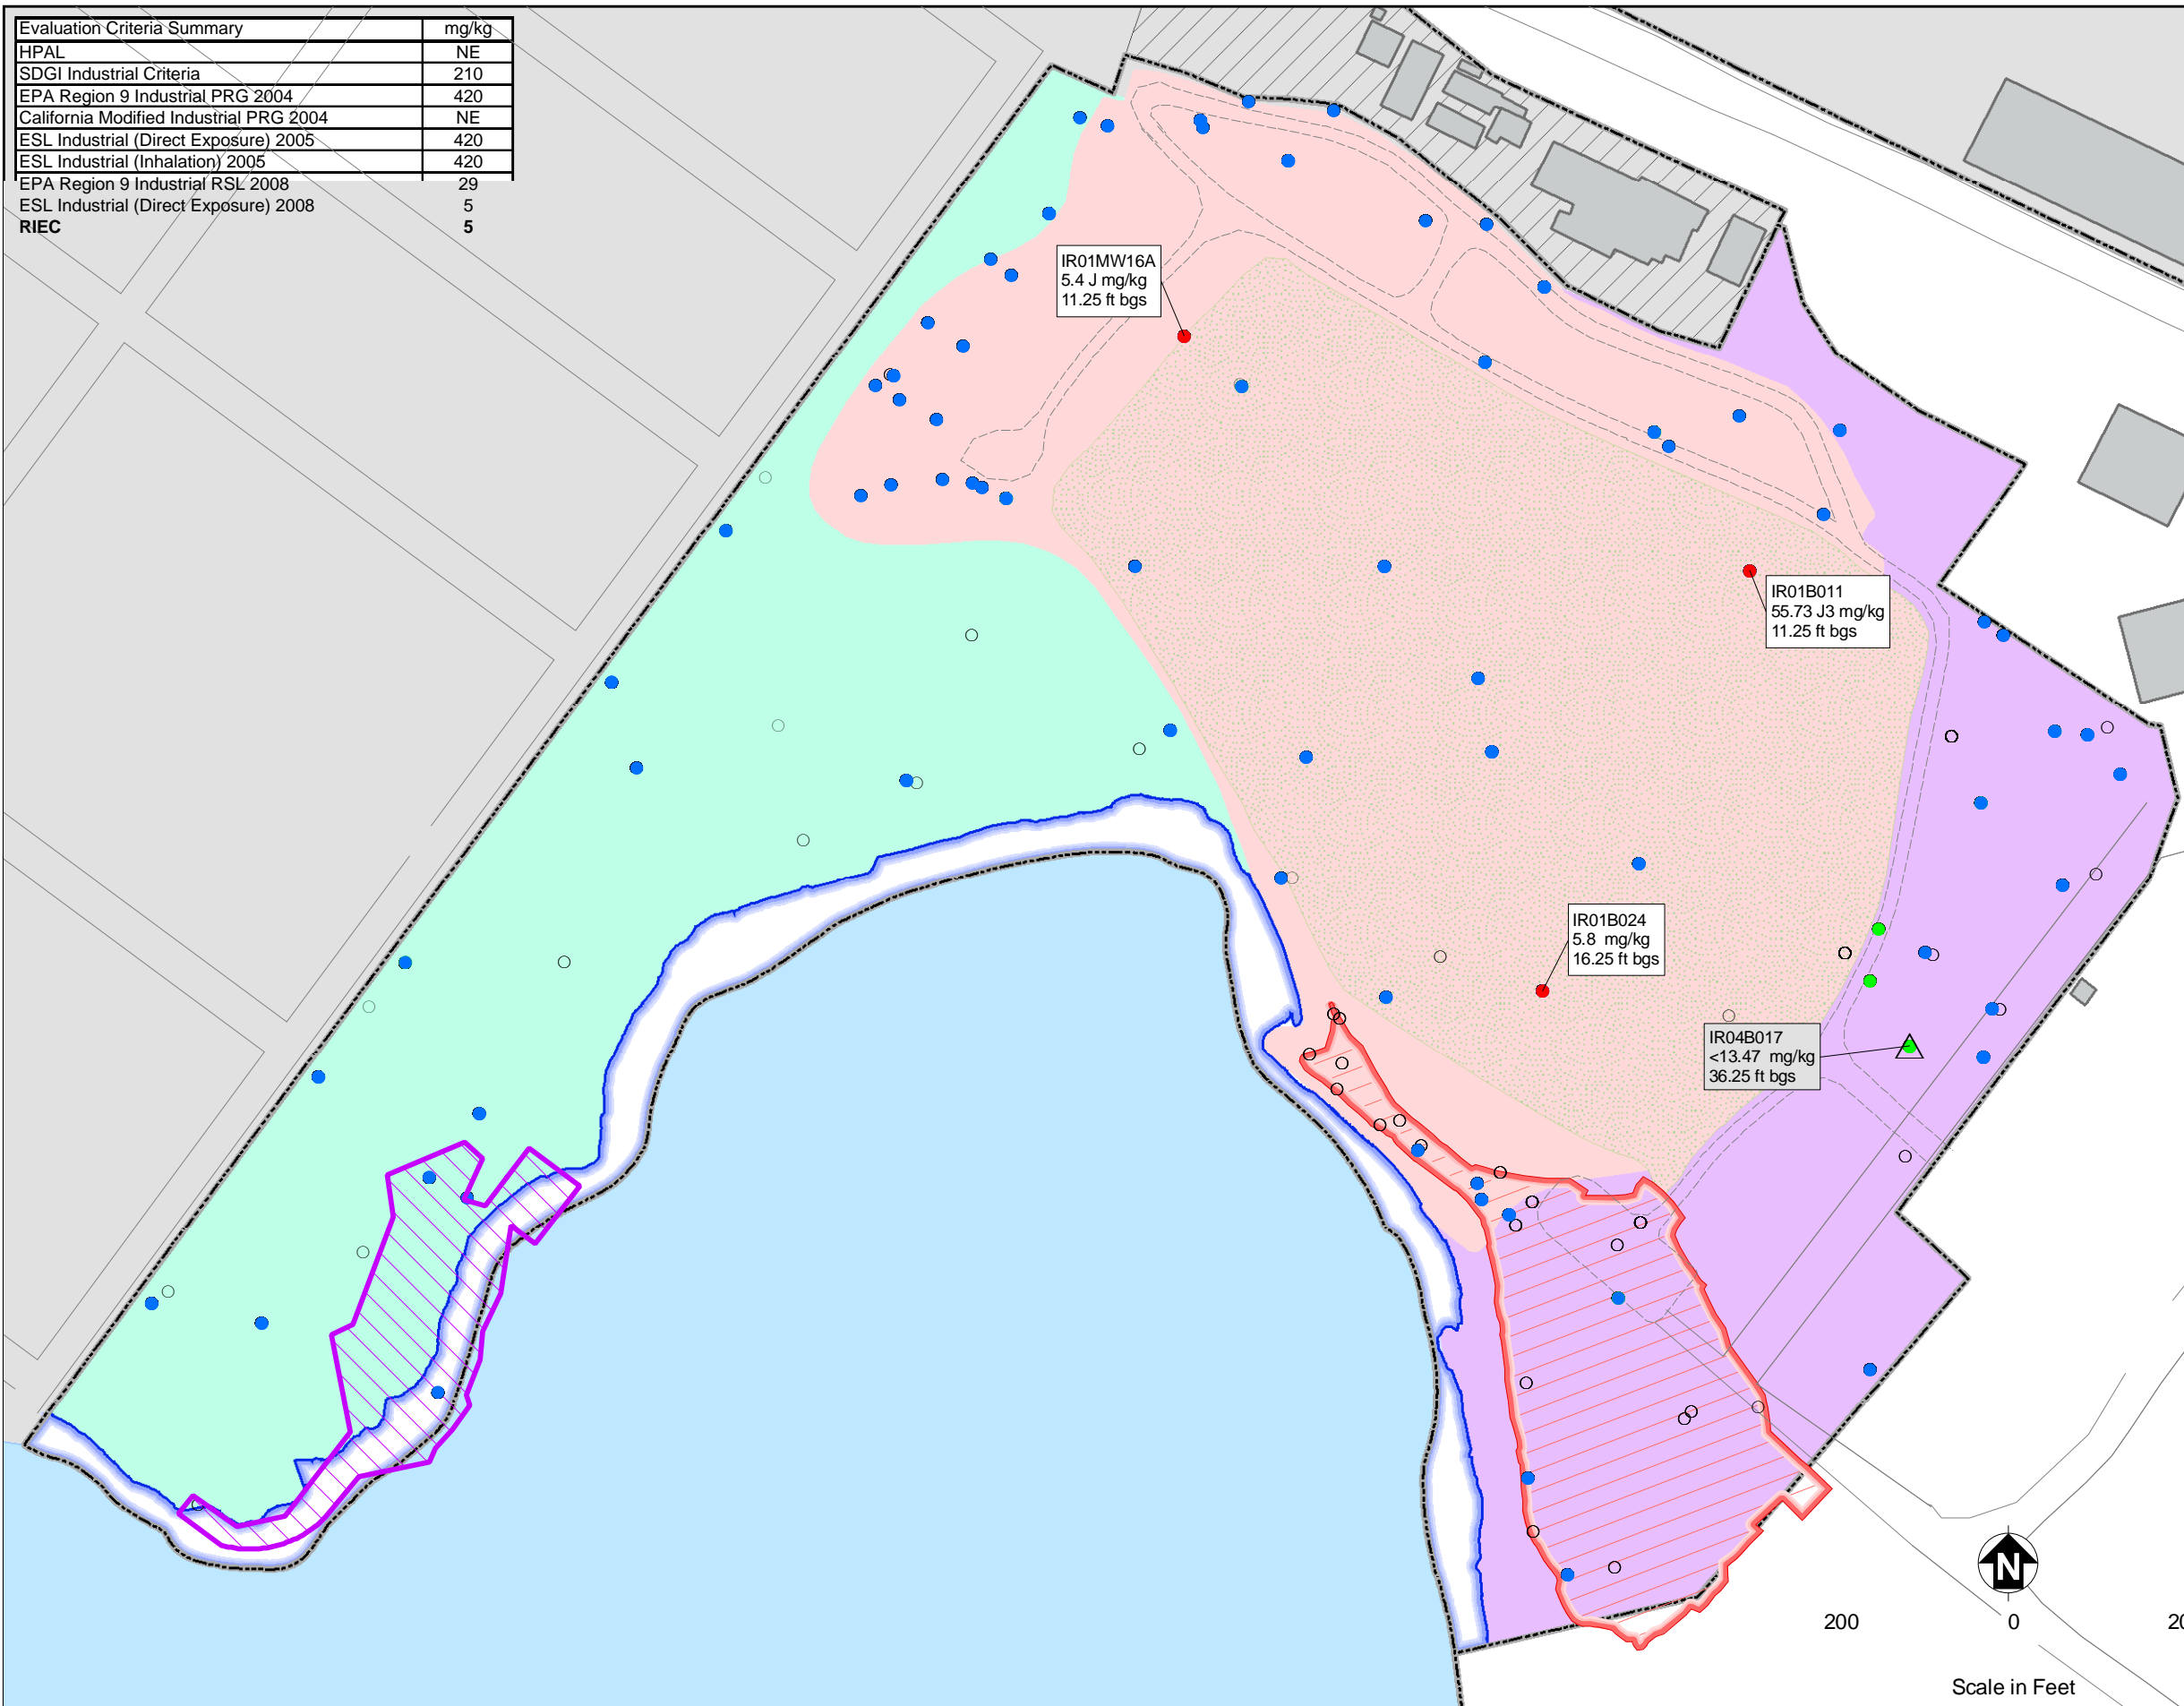 Evaluation Criteria Summary mg/kg
HPAL NE
SDGI Industrial Criteria 210
EPA Region 9 Industrial PRG 2004 420
California Modified Industrial PRG 2004 NE
ESL Industrial (Direct Exposure) 2005 420
ESL Industrial (Inhalation) 2005 420
EPA Region 9 Industrial RSL 2008 29
ESL Industrial (Direct Exposure) 2008 5
RIEC 5
IR01MW16A
5.4 J mg/kg
11.25 ft bgs
IR01B011
55.73 J3 mg/kg
11.25 ft bgs
IR01B024
5.8 mg/kg
16.25 ft bgs
IR04B017
<13.47 mg/kg
36.25 ft bgs
N
200 0
Scale in Feet